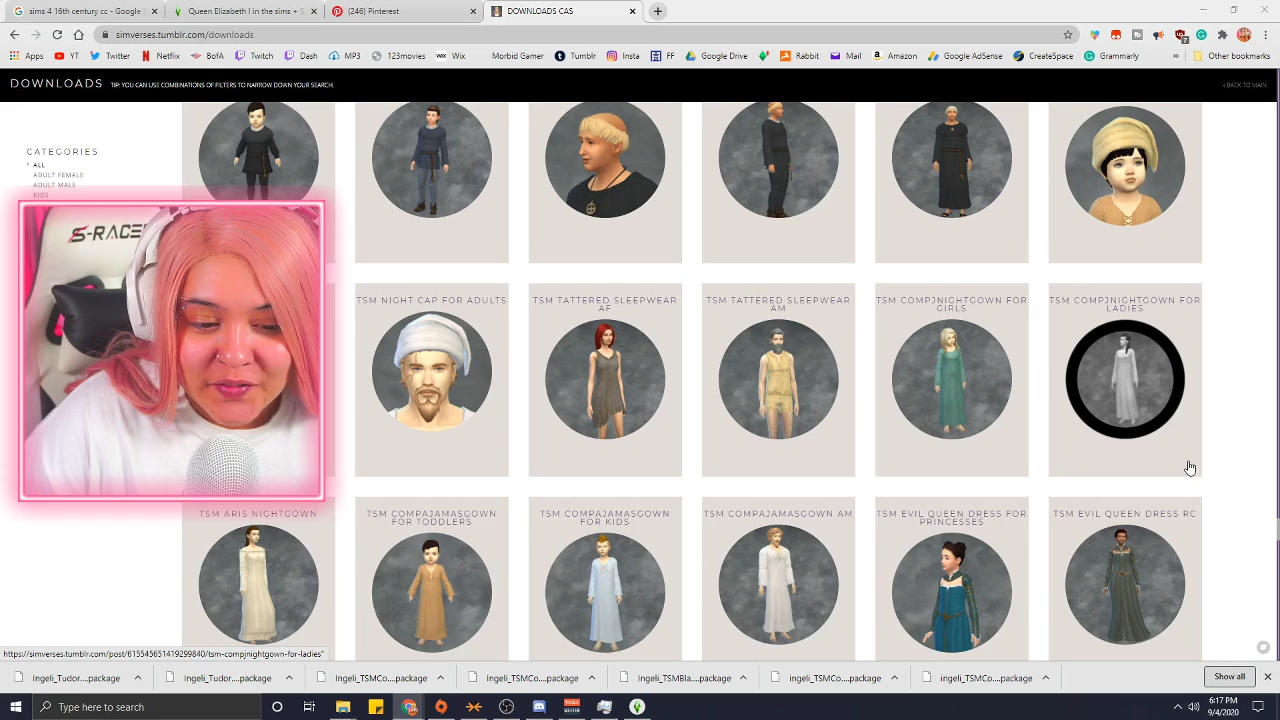 sims 4 16th century cc - Google S
Queen Elizabeth I in the sims + S
(46) Pinterest
DOWNLOADS CAS
simverses.tumblr.com/downloads
Apps YT Twitter Netflix BofA Twitch Dash MP3 123movies Wix Tumblr Insta FF Google Drive Rabbit Mail Amazon Google AdSense Creators Grammarly
DOWNLOADS TIP: YOU CAN USE COMBINATIONS OF FILTERS TO NARROW DOWN YOUR SEARCH.
‹ BACK TO MAIN
CATEGORIES
ALL
ADULT FEMALE
ADULT MALE
KIDS
S-RACER
TSM NIGHT CAP FOR ADULTS
TSM TATTERED SLEEPWEAR
AF
TSM TATTERED SLEEPWEAR
AM
TSM COMPJNIGHTGOWN FOR
GIRLS
TSM COMPJNIGHTGOWN FOR
LADIES
TSM ARIS NIGHTGOWN
TSM COMPAJAMASGOWN
FOR TODDLERS
TSM COMPAJAMASGOWN
FOR KIDS
TSM COMPAJAMASGOWN AM
TSM EVIL QUEEN DRESS FOR
PRINCESSES
TSM EVIL QUEEN DRESS RC
https://simverses.tumblr.com/post/615545651419299840/tsm-compjnightgown-for-ladies"
Ingeli_Tudor....package
Ingeli_Tudor....package
Ingeli_TSMCo....package
ingeli_TSMCo....package
Ingeli_TSMBla....package
ingeli_TSMCo....package
ingeli_TSMCo....package
Show all
Type here to search
6:17 PM
9/4/2020